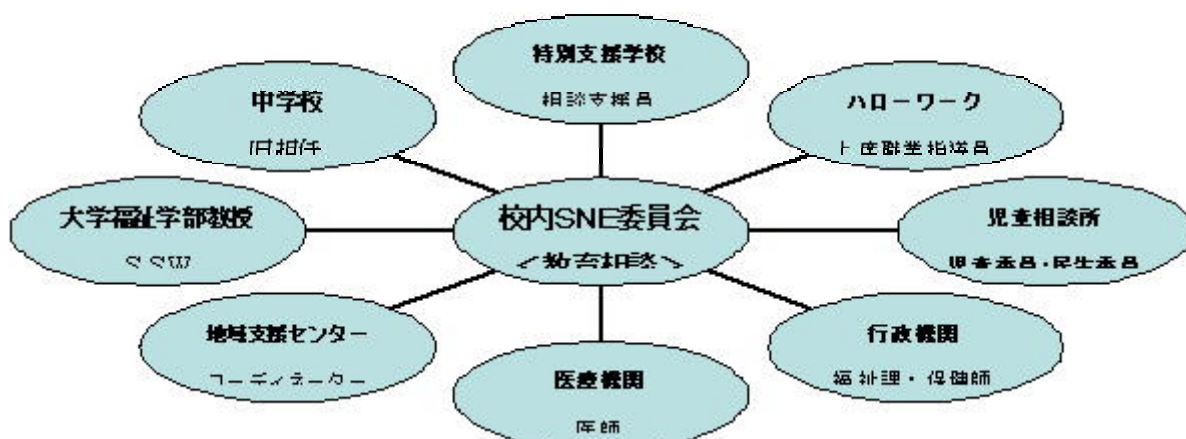 特別支援学校
相談支援員
中学校
旧担任
ハローワーク
大学福祉学部教授
SSW
校内SNE委員会
＜教育相談＞
児童相談所
児童委員・民生委員
地域支援センター
コーディネーター
医療機関
医師
行政機関
福祉課・保健師